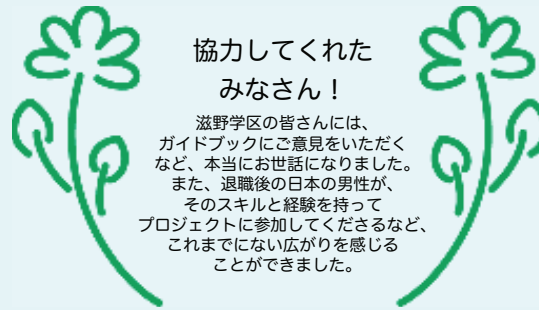 協力してくれた
みなさん！
滋野学区の皆さんには、
ガイドブックにご意見をいただく
など、本当にお世話になりました。
また、退職後の日本の男性が、
そのスキルと経験を持って
プロジェクトに参加してくださるなど、
これまでにない広がりを感じる
ことができました。